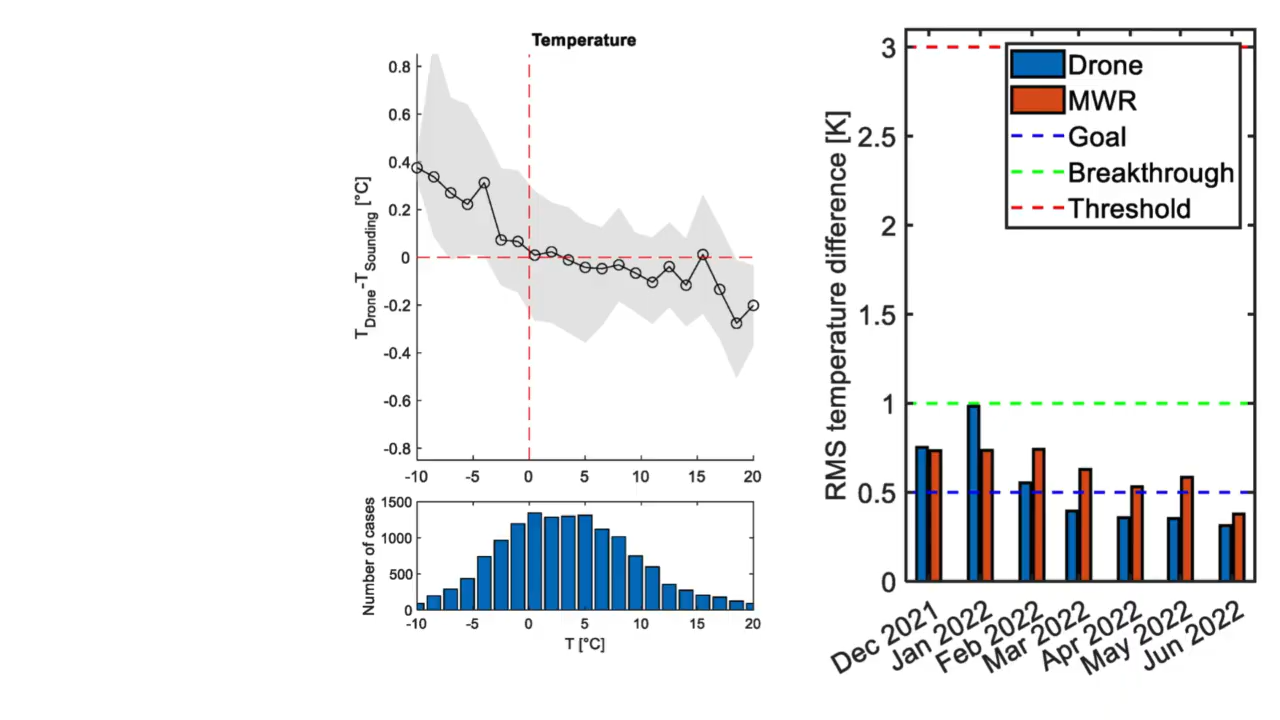 Temperature
T_Drone-T_Sounding [°C]
0.8
0.6
0.4
0.2
0
-0.2
-0.4
-0.6
-0.8
-10 -5 0 5 10 15 20
Number of cases
1500
1000
500
0
-10 -5 0 5 10 15 20
T [°C]
RMS temperature difference [K]
3
2.5
2
1.5
1
0.5
0
Drone
MWR
Goal
Breakthrough
Threshold
Dec 2021
Jan 2022
Feb 2022
Mar 2022
Apr 2022
May 2022
Jun 2022